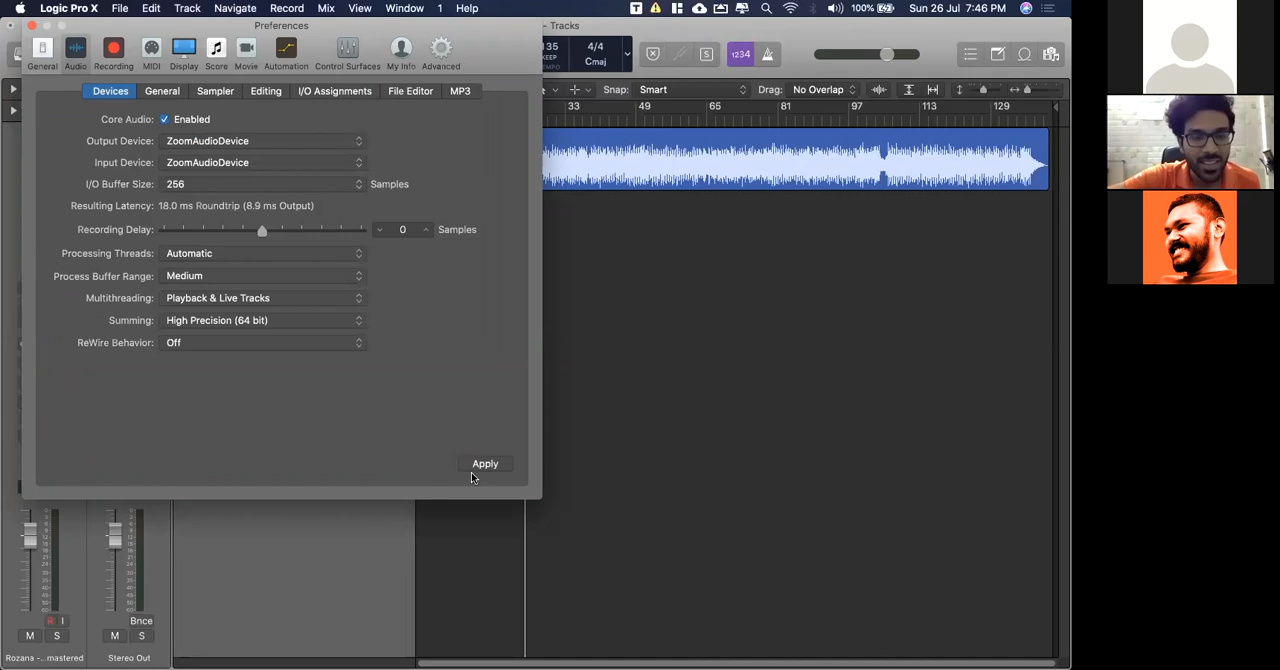 Logic Pro X File Edit Track Navigate Record Mix View Window 1 Help
100% Sun 26 Jul 7:46 PM
Preferences
- Tracks
General Audio Recording MIDI Display Score Movie Automation Control Surfaces My Info Advanced
135
KEEP
TEMPO
4/4
Cmaj
S
1234
Devices General Sampler Editing I/O Assignments File Editor MP3
Snap: Smart
Drag: No Overlap
33 49 65 81 97 113 129
Core Audio: Enabled
Output Device: ZoomAudioDevice
Input Device: ZoomAudioDevice
I/O Buffer Size: 256 Samples
Resulting Latency: 18.0 ms Roundtrip (8.9 ms Output)
Recording Delay: 0 Samples
Processing Threads: Automatic
Process Buffer Range: Medium
Multithreading: Playback & Live Tracks
Summing: High Precision (64 bit)
ReWire Behavior: Off
Apply
R I Bnce
M S M S
Rozana -...mastered Stereo Out